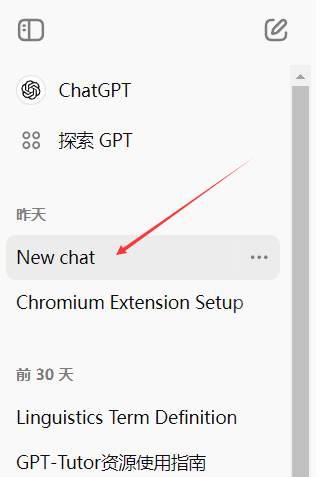 ChatGPT
探索 GPT
昨天
New chat
Chromium Extension Setup
前 30 天
Linguistics Term Definition
GPT-Tutor资源使用指南